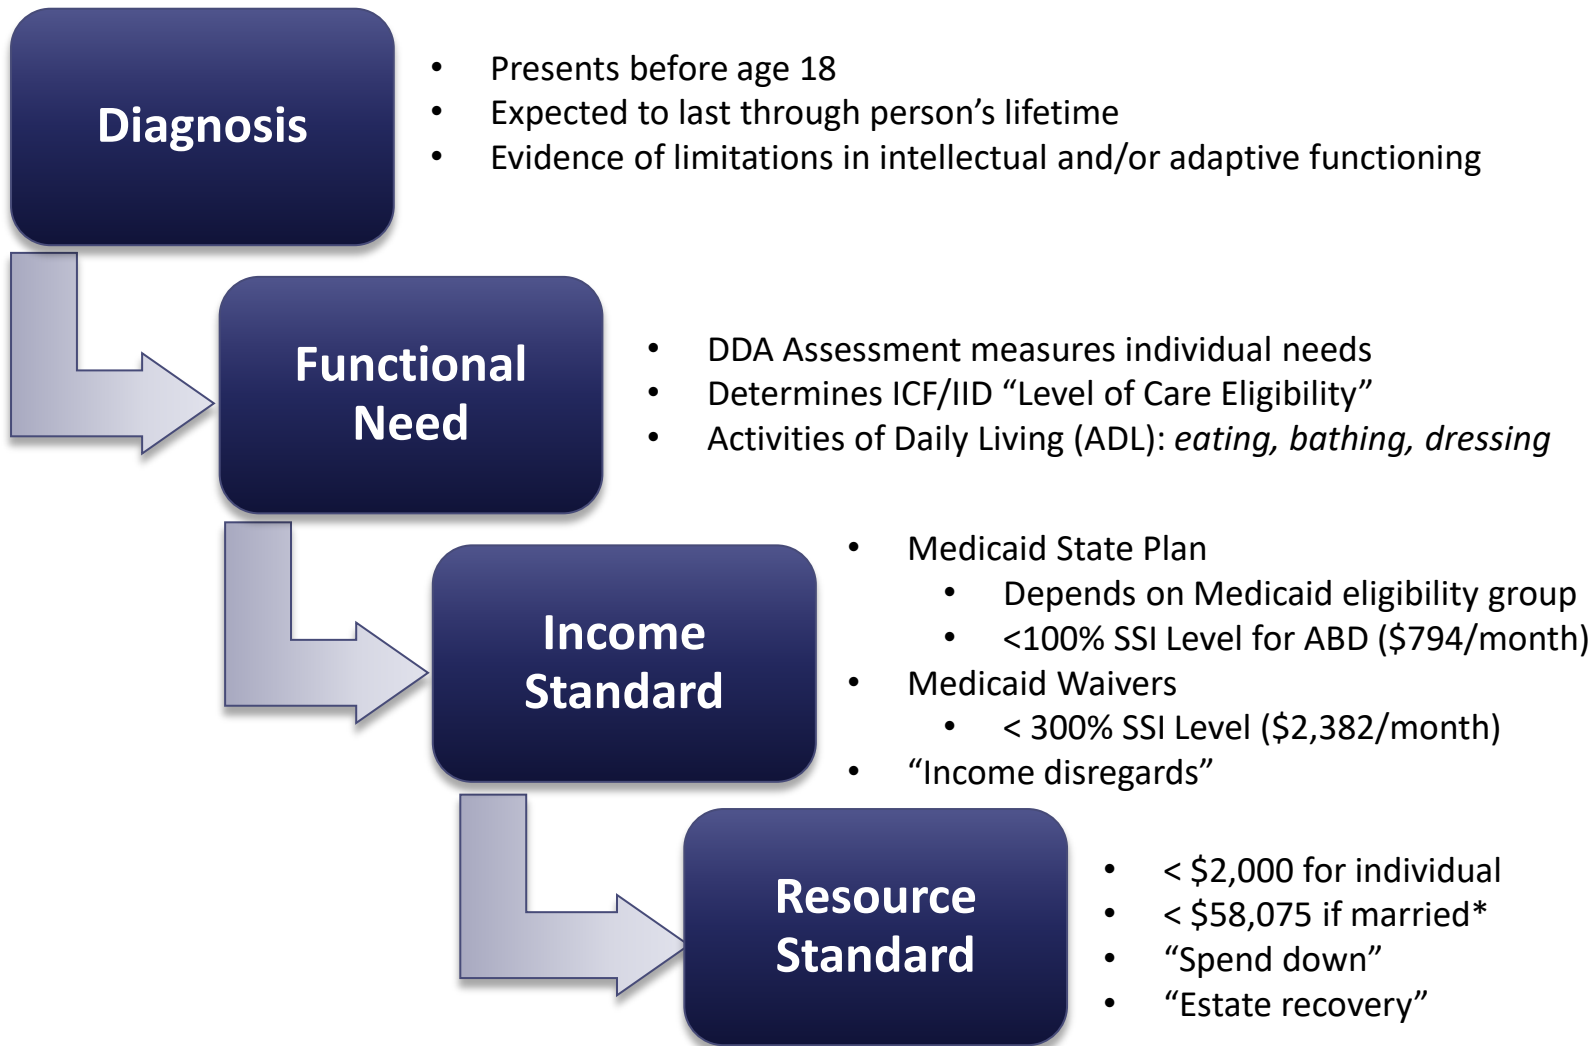 Diagnosis
• Presents before age 18
• Expected to last through person’s lifetime
• Evidence of limitations in intellectual and/or adaptive functioning
Functional
Need
• DDA Assessment measures individual needs
• Determines ICF/IID “Level of Care Eligibility”
• Activities of Daily Living (ADL): eating, bathing, dressing
Income
Standard
• Medicaid State Plan
• Depends on Medicaid eligibility group
• <100% SSI Level for ABD ($794/month)
• Medicaid Waivers
• < 300% SSI Level ($2,382/month)
• “Income disregards”
Resource
Standard
• < $2,000 for individual
• < $58,075 if married*
• “Spend down”
• “Estate recovery”